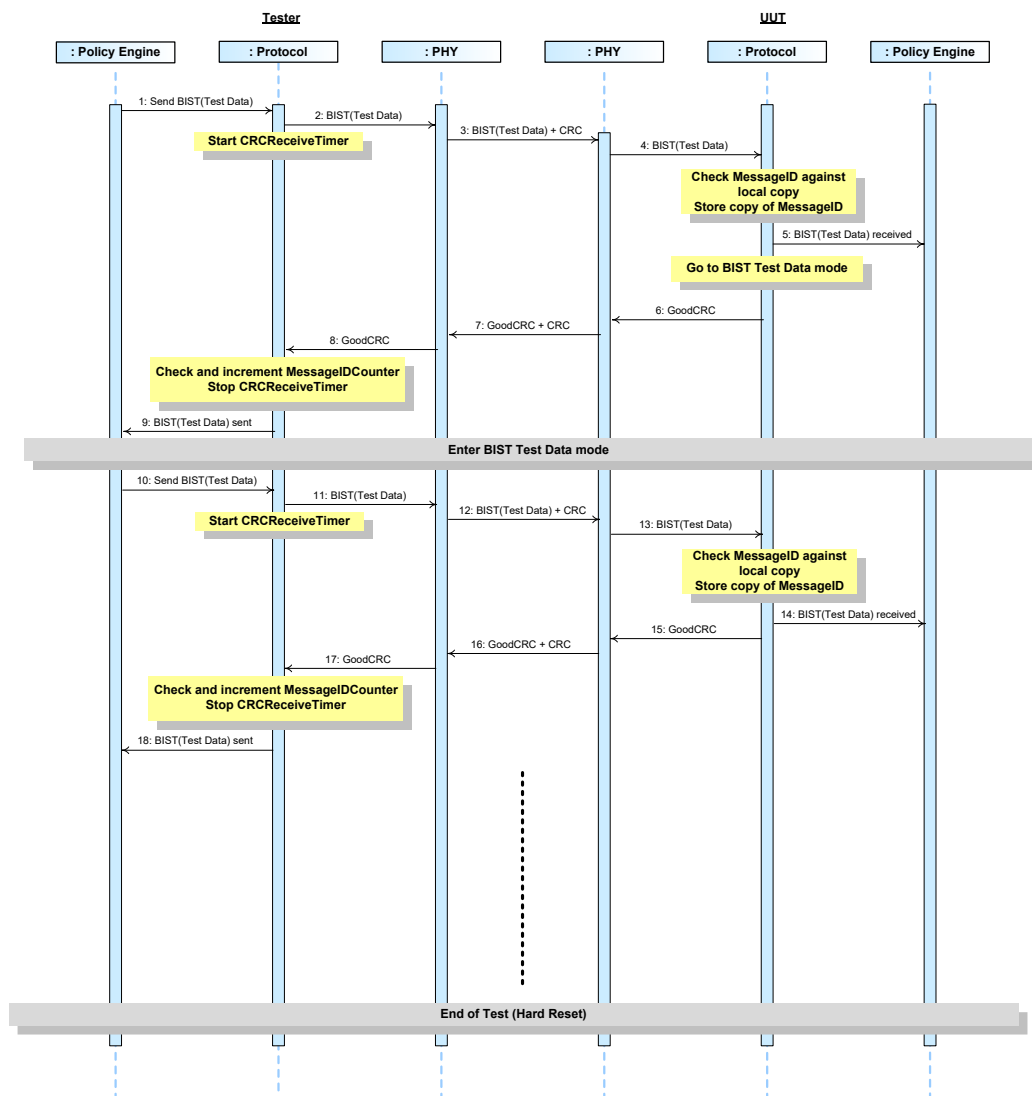 Tester
UUT
: Policy Engine
: Protocol
: PHY
: PHY
: Protocol
: Policy Engine
1: Send BIST(Test Data)
2: BIST(Test Data)
Start CRCReceiveTimer
3: BIST(Test Data) + CRC
4: BIST(Test Data)
Check MessageID against
local copy
Store copy of MessageID
5: BIST(Test Data) received
Go to BIST Test Data mode
6: GoodCRC
7: GoodCRC + CRC
8: GoodCRC
Check and increment MessageIDCounter
Stop CRCReceiveTimer
9: BIST(Test Data) sent
Enter BIST Test Data mode
10: Send BIST(Test Data)
11: BIST(Test Data)
Start CRCReceiveTimer
12: BIST(Test Data) + CRC
13: BIST(Test Data)
Check MessageID against
local copy
Store copy of MessageID
14: BIST(Test Data) received
15: GoodCRC
16: GoodCRC + CRC
17: GoodCRC
Check and increment MessageIDCounter
Stop CRCReceiveTimer
18: BIST(Test Data) sent
End of Test (Hard Reset)